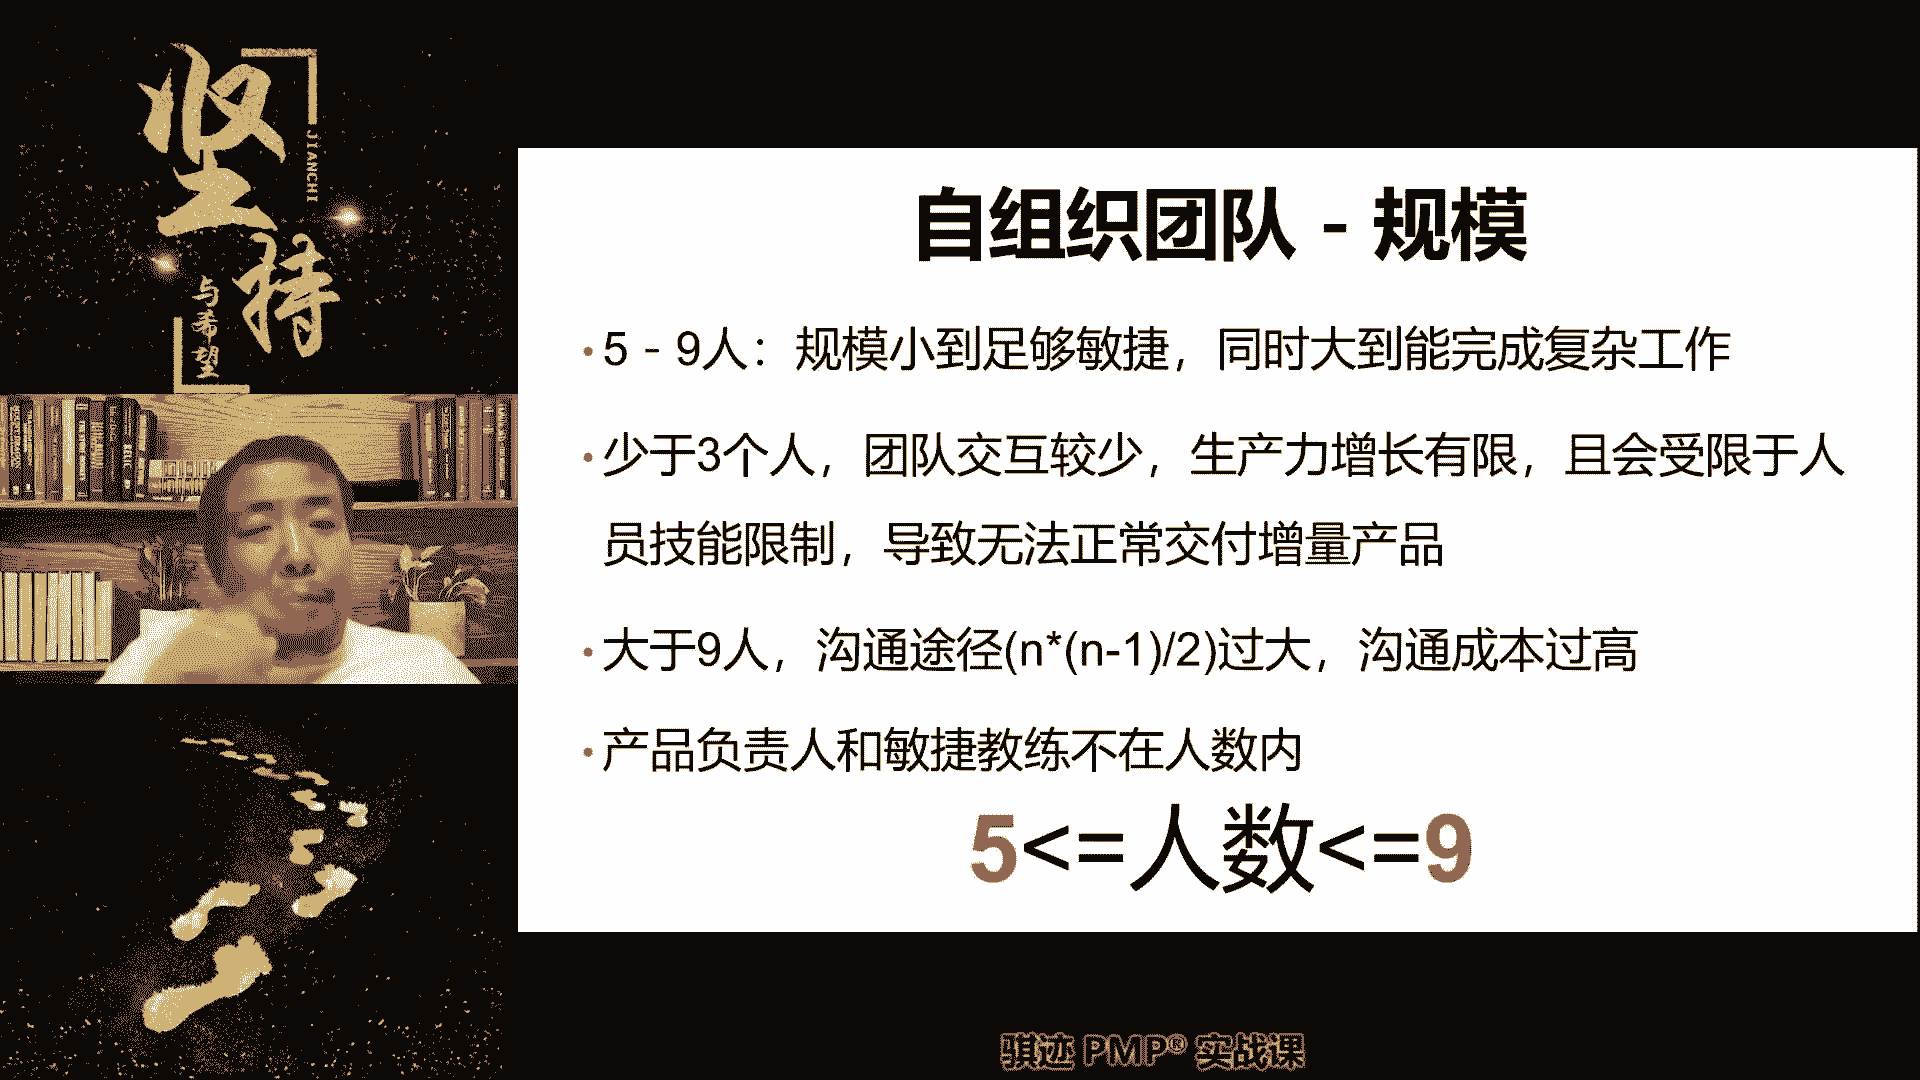 坚持
JIANCHI
与希望
自组织团队 - 规模
• 5 - 9人：规模小到足够敏捷，同时大到能完成复杂工作
• 少于3个人，团队交互较少，生产力增长有限，且会受限于人
员技能限制，导致无法正常交付增量产品
• 大于9人，沟通途径(n*(n-1)/2)过大，沟通成本过高
• 产品负责人和敏捷教练不在人数内
5<=人数<=9
骐迹 PMP® 实战课